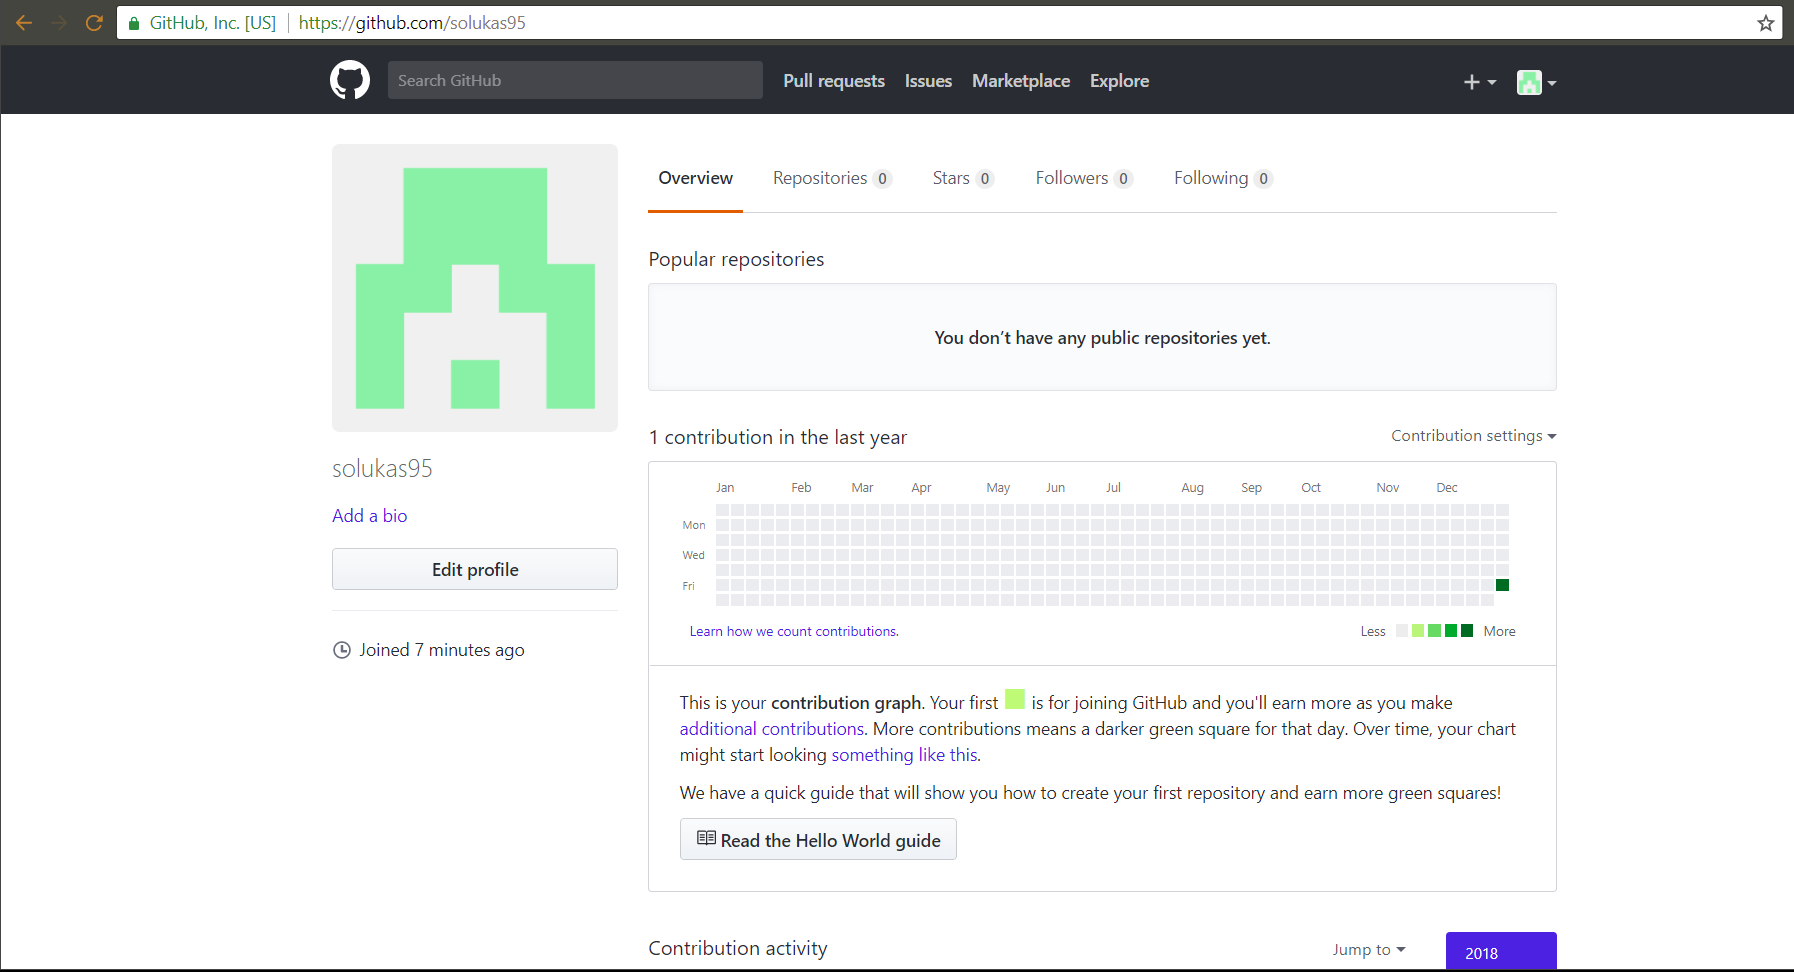 GitHub, Inc. [US] https://github.com/solukas95
Search GitHub Pull requests Issues Marketplace Explore
Overview Repositories 0 Stars 0 Followers 0 Following 0
Popular repositories
You don’t have any public repositories yet.
1 contribution in the last year Contribution settings
Jan Feb Mar Apr May Jun Jul Aug Sep Oct Nov Dec
Mon
Wed
Fri
Learn how we count contributions. Less More
solukas95
Add a bio
Edit profile
Joined 7 minutes ago
This is your contribution graph. Your first is for joining GitHub and you'll earn more as you make
additional contributions. More contributions means a darker green square for that day. Over time, your chart
might start looking something like this.
We have a quick guide that will show you how to create your first repository and earn more green squares!
Read the Hello World guide
Contribution activity Jump to 2018